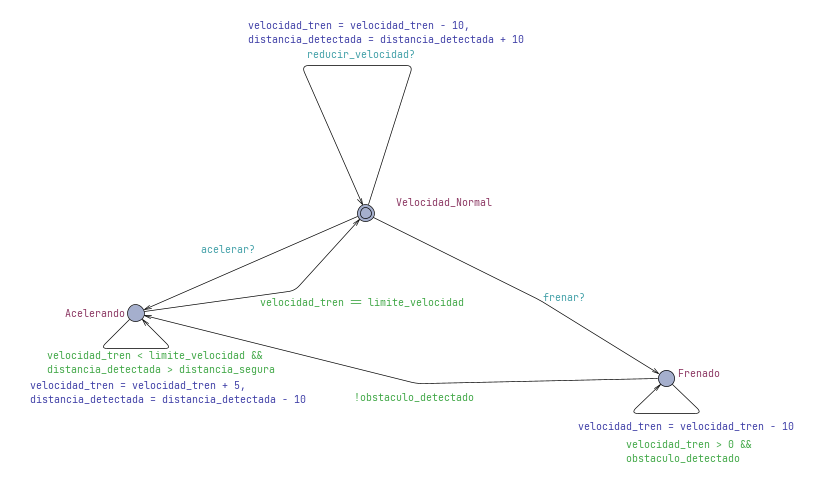 velocidad_tren = velocidad_tren - 10,
distancia_detectada = distancia_detectada + 10
reducir_velocidad?
Velocidad_Normal
acelerar?
frenar?
velocidad_tren == limite_velocidad
Acelerando
velocidad_tren < limite_velocidad &&
distancia_detectada > distancia_segura
velocidad_tren = velocidad_tren + 5,
distancia_detectada = distancia_detectada - 10
!obstaculo_detectado
Frenado
velocidad_tren = velocidad_tren - 10
velocidad_tren > 0 &&
obstaculo_detectado